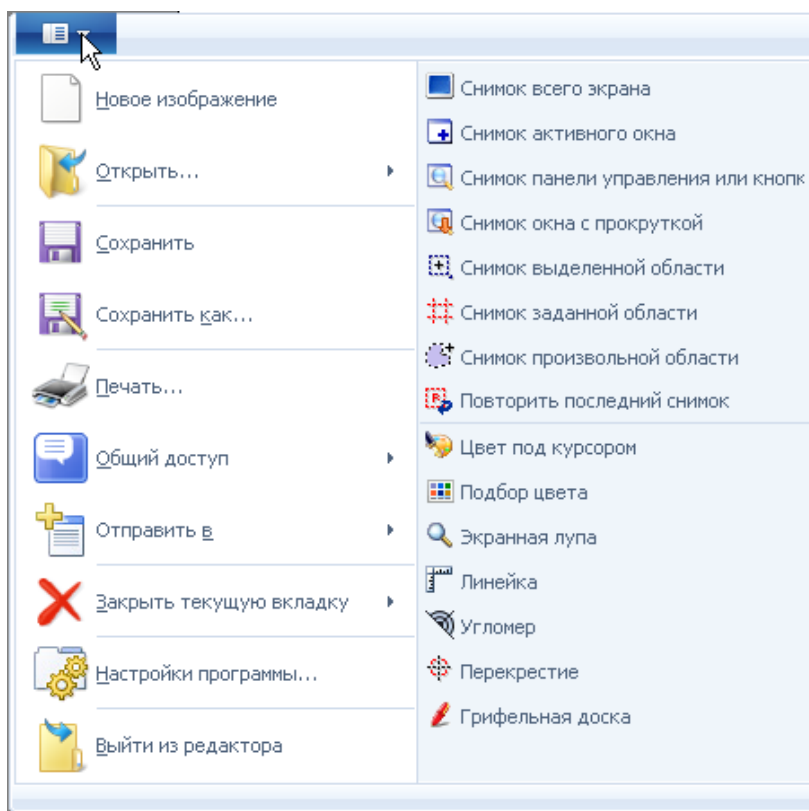 Новое изображение
Открыть...
Сохранить
Сохранить как...
Печать...
Общий доступ
Отправить в
Закрыть текущую вкладку
Настройки программы...
Выйти из редактора
Снимок всего экрана
Снимок активного окна
Снимок панели управления или кнопк
Снимок окна с прокруткой
Снимок выделенной области
Снимок заданной области
Снимок произвольной области
Повторить последний снимок
Цвет под курсором
Подбор цвета
Экранная лупа
Линейка
Угломер
Перекрестие
Грифельная доска